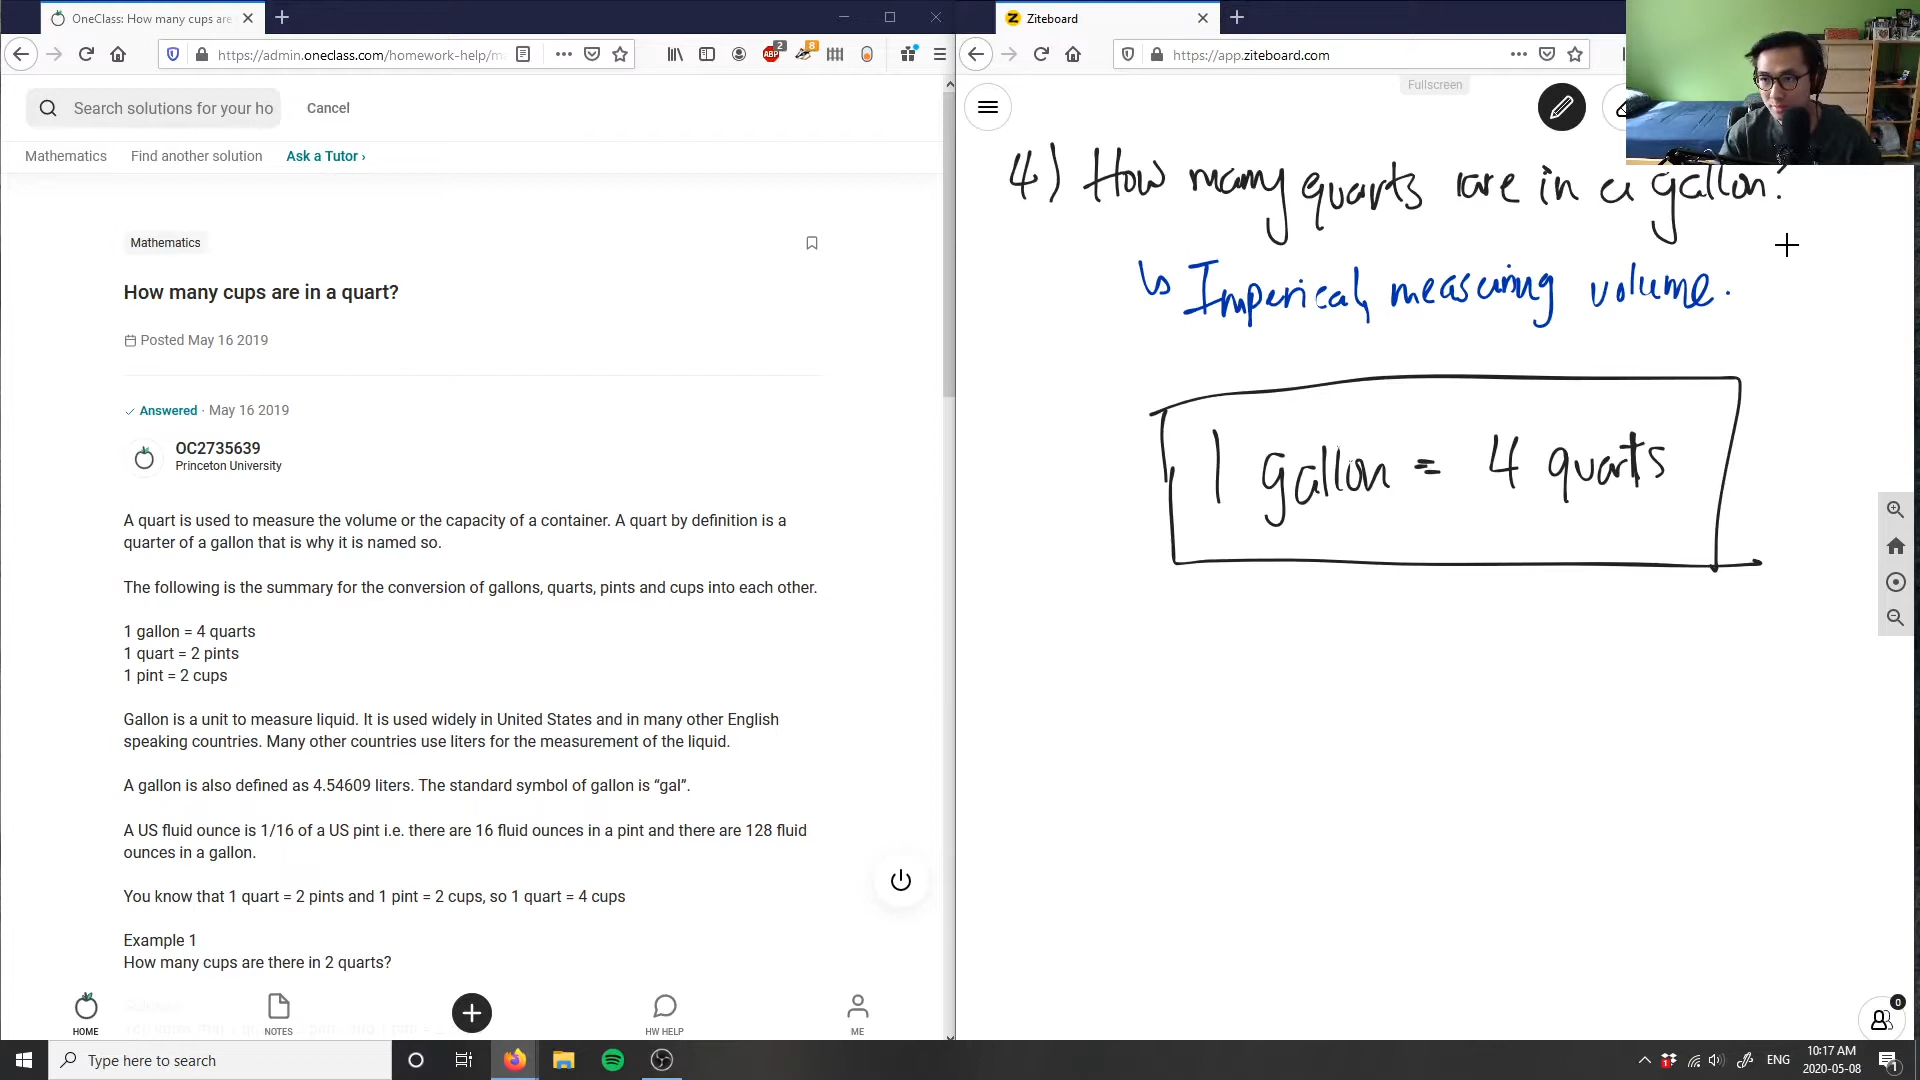 OneClass: How many cups are
Ziteboard
https://admin.oneclass.com/homework-help/m
2
8
https://app.ziteboard.com
Fullscreen
Search solutions for your ho
Cancel
Mathematics
Find another solution
Ask a Tutor ›
Mathematics
How many cups are in a quart?
Posted May 16 2019
Answered · May 16 2019
OC2735639
Princeton University
A quart is used to measure the volume or the capacity of a container. A quart by definition is a
quarter of a gallon that is why it is named so.
The following is the summary for the conversion of gallons, quarts, pints and cups into each other.
1 gallon = 4 quarts
1 quart = 2 pints
1 pint = 2 cups
Gallon is a unit to measure liquid. It is used widely in United States and in many other English
speaking countries. Many other countries use liters for the measurement of the liquid.
A gallon is also defined as 4.54609 liters. The standard symbol of gallon is “gal”.
A US fluid ounce is 1/16 of a US pint i.e. there are 16 fluid ounces in a pint and there are 128 fluid
ounces in a gallon.
You know that 1 quart = 2 pints and 1 pint = 2 cups, so 1 quart = 4 cups
Example 1
How many cups are there in 2 quarts?
HOME
NOTES
HW HELP
ME
4) How many quarts are in a gallon?
↳ Imperical, measuring volume.
1 gallon = 4 quarts
0
Type here to search
ENG
10:17 AM
2020-05-08
1